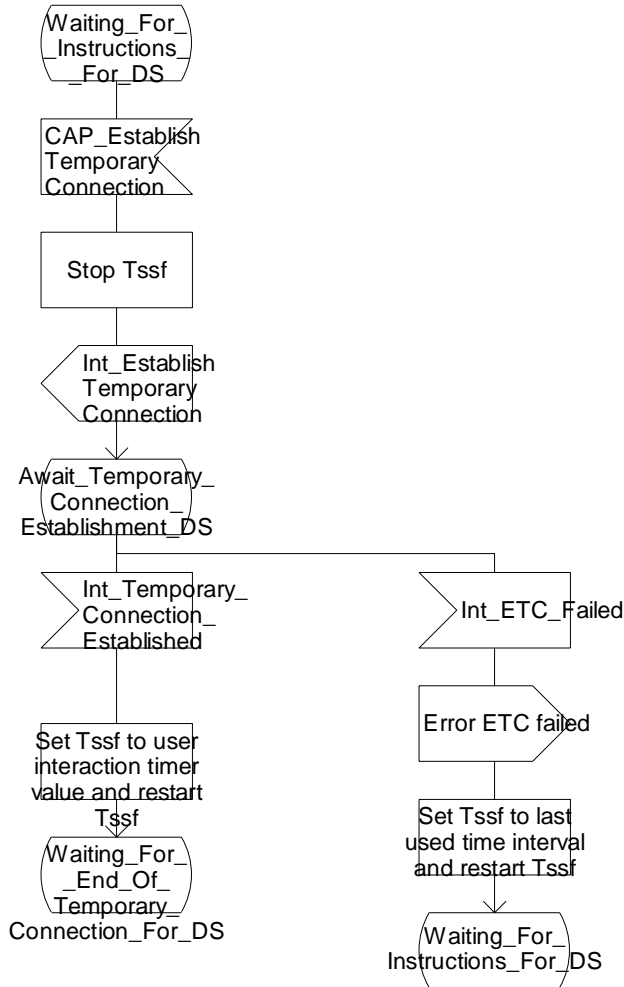 Waiting_For_
_Instructions_
_For_DS
CAP_Establish
Temporary
Connection
Stop Tssf
Int_Establish
Temporary
Connection
Await_Temporary_
Connection_
Establishment_DS
Int_Temporary_
Connection_
Established
Set Tssf to user
interaction timer
value and restart
Tssf
Waiting_For_
_End_Of_
Temporary_
Connection_For_DS
Int_ETC_Failed
Error ETC failed
Set Tssf to last
used time interval
and restart Tssf
Waiting_For_
Instructions_For_DS